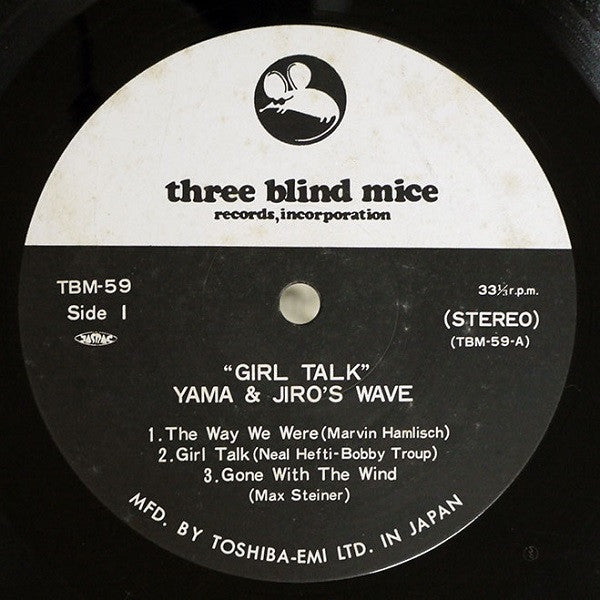 three blind mice
records, incorporation
TBM-59
Side 1
JASRAC
33⅓ r.p.m.
(STEREO)
(TBM-59-A)
"GIRL TALK"
YAMA & JIRO'S WAVE
1. The Way We Were (Marvin Hamlisch)
2. Girl Talk (Neal Hefti-Bobby Troup)
3. Gone With The Wind
(Max Steiner)
MFD. BY TOSHIBA-EMI LTD. IN JAPAN